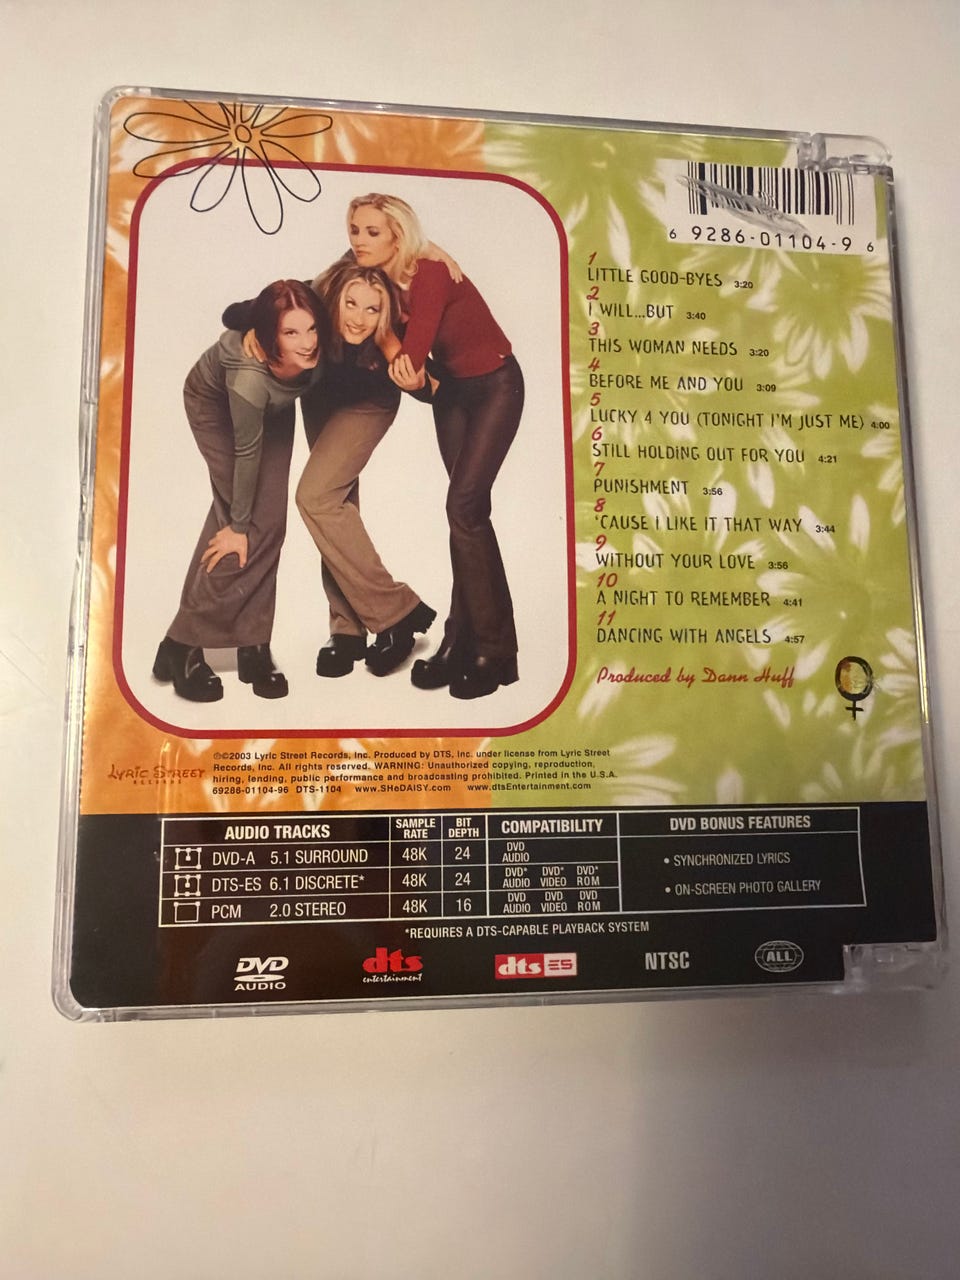 6 9286-01104-9 6
1
LITTLE GOOD-BYES 3:20
2
I WILL...BUT 3:40
3
THIS WOMAN NEEDS 3:20
4
BEFORE ME AND YOU 3:09
5
LUCKY 4 YOU (TONIGHT I'M JUST ME) 4:00
6
STILL HOLDING OUT FOR YOU 4:21
7
PUNISHMENT 3:56
8
'CAUSE I LIKE IT THAT WAY 3:44
9
WITHOUT YOUR LOVE 3:56
10
A NIGHT TO REMEMBER 4:41
11
DANCING WITH ANGELS 4:57
Produced by Dann Huff
LYRIC STREET
RECORDS
℗©2003 Lyric Street Records, Inc. Produced by DTS, Inc. under license from Lyric Street
Records, Inc. All rights reserved. WARNING: Unauthorized copying, reproduction,
hiring, lending, public performance and broadcasting prohibited. Printed in the U.S.A.
69286-01104-96 DTS-1104 www.SHeDAISY.com www.dtsEntertainment.com
AUDIO TRACKS SAMPLE RATE BIT DEPTH COMPATIBILITY DVD BONUS FEATURES
DVD-A 5.1 SURROUND 48K 24 DVD AUDIO
DTS-ES 6.1 DISCRETE* 48K 24 DVD* AUDIO DVD* VIDEO DVD* ROM
PCM 2.0 STEREO 48K 16 DVD AUDIO DVD VIDEO DVD ROM
• SYNCHRONIZED LYRICS
• ON-SCREEN PHOTO GALLERY
*REQUIRES A DTS-CAPABLE PLAYBACK SYSTEM
DVD AUDIO
dts entertainment
dts ES
NTSC
ALL